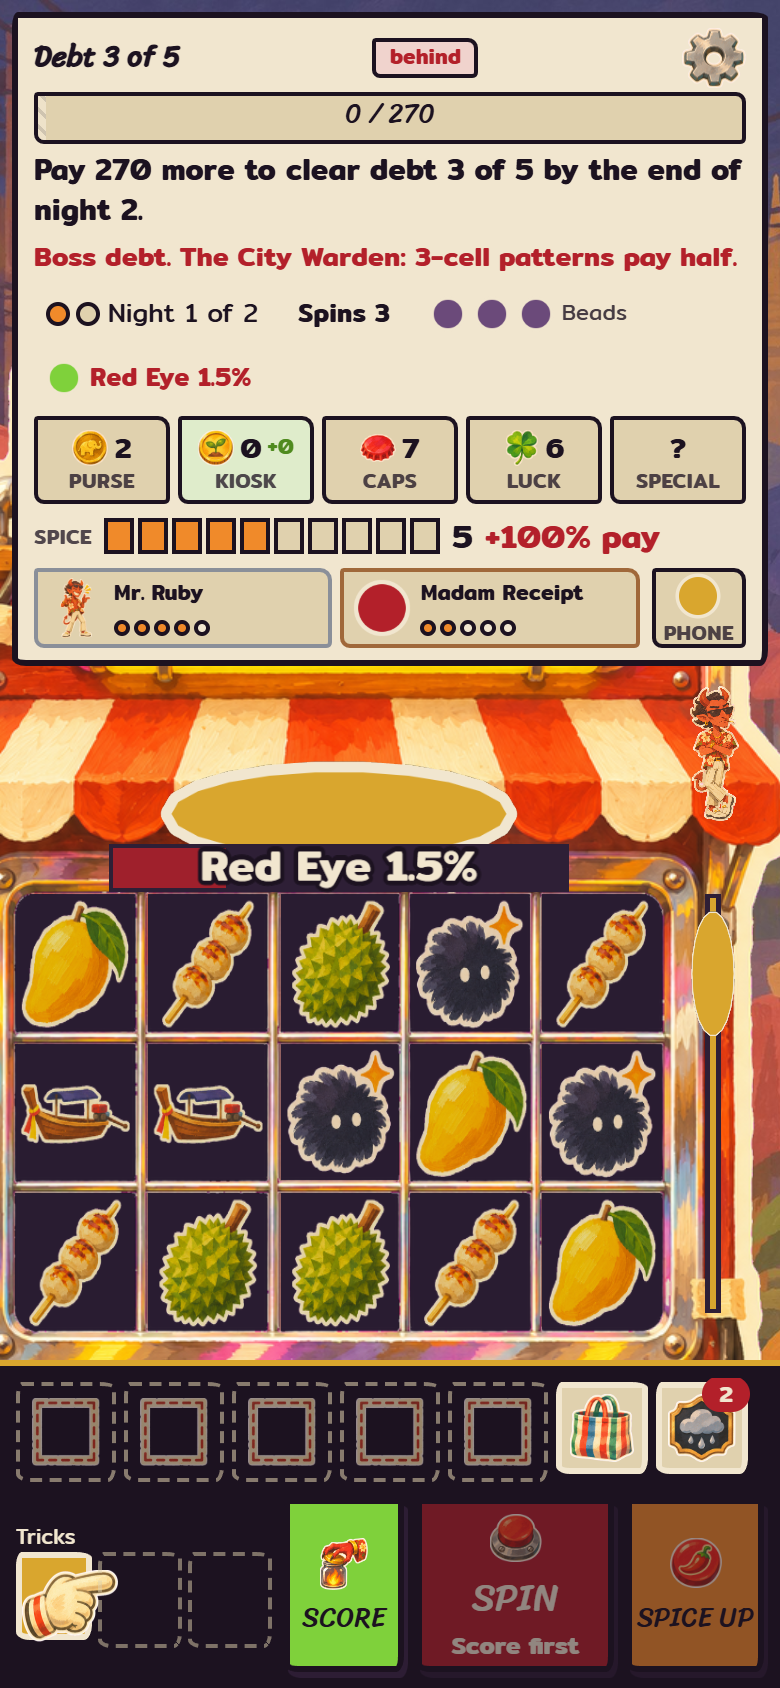 Debt 3 of 5
behind
0 / 270
Pay 270 more to clear debt 3 of 5 by the end of
night 2.
Boss debt. The City Warden: 3-cell patterns pay half.
Night 1 of 2 Spins 3 Beads
Red Eye 1.5%
2 0 +0 7 6 ?
PURSE KIOSK CAPS LUCK SPECIAL
SPICE 5 +100% pay
Mr. Ruby Madam Receipt
PHONE
Red Eye 1.5%
2
Tricks
SCORE SPIN SPICE UP
Score first